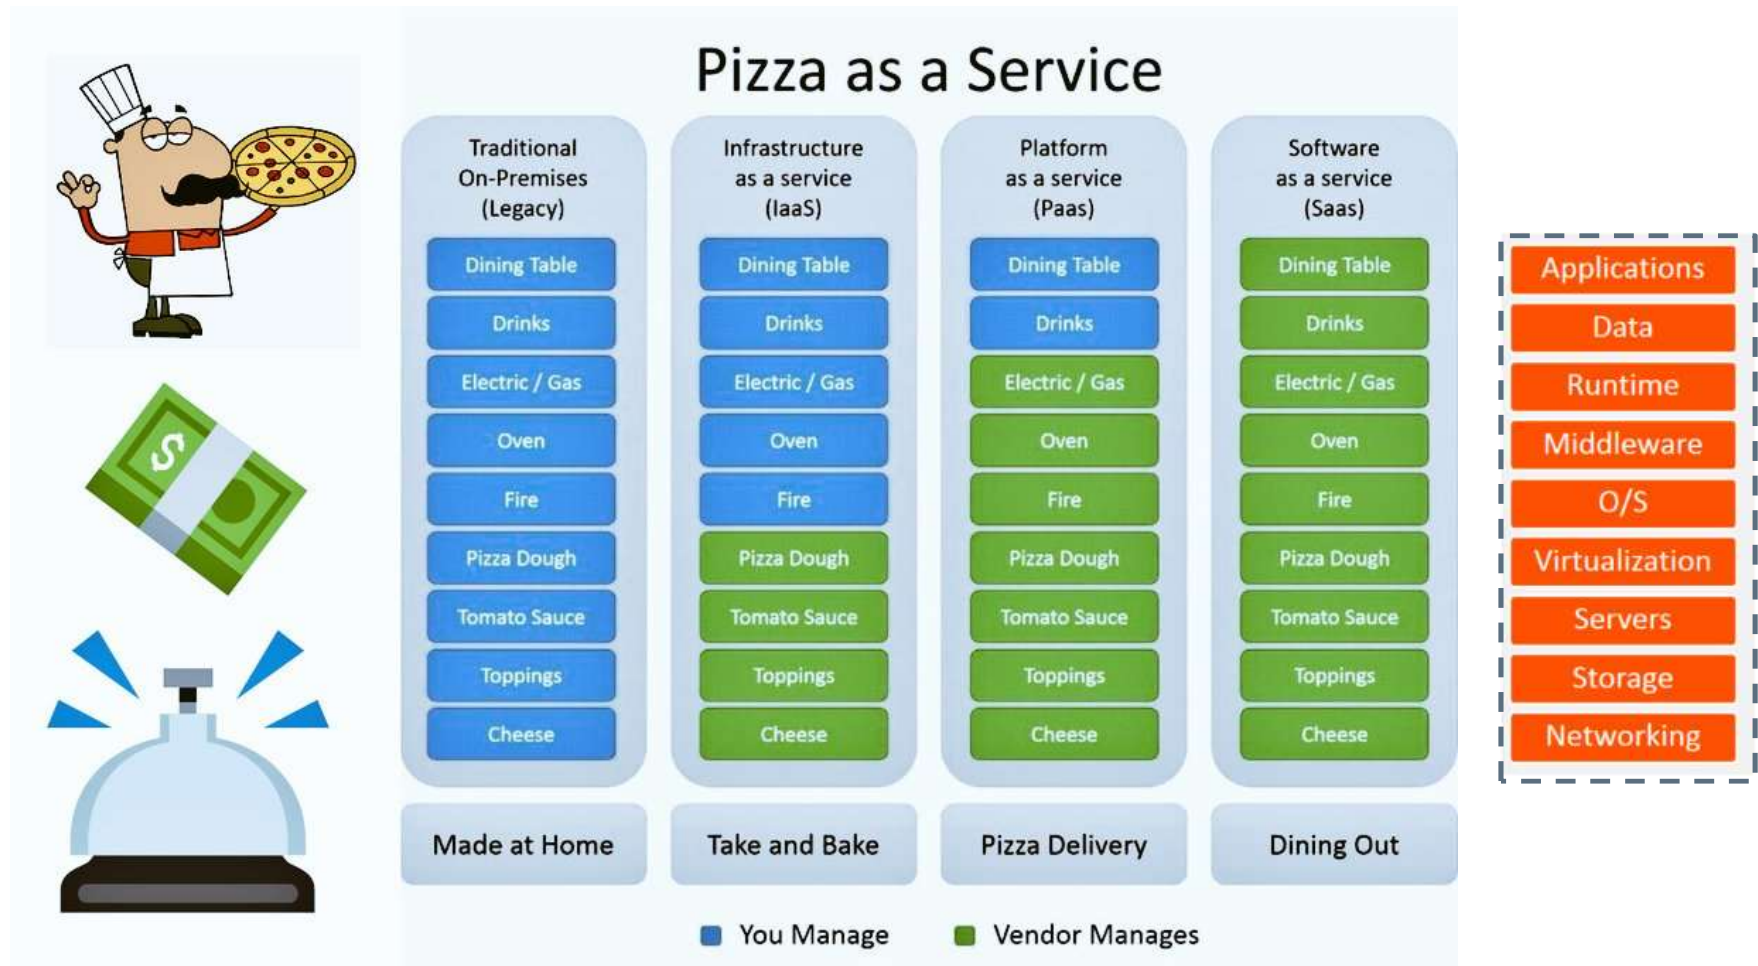 Pizza as a Service
Traditional
On-Premises
(Legacy)
Dining Table
Drinks
Electric / Gas
Oven
Fire
Pizza Dough
Tomato Sauce
Toppings
Cheese
Made at Home
Infrastructure
as a service
(IaaS)
Dining Table
Drinks
Electric / Gas
Oven
Fire
Pizza Dough
Tomato Sauce
Toppings
Cheese
Take and Bake
Platform
as a service
(Paas)
Dining Table
Drinks
Electric / Gas
Oven
Fire
Pizza Dough
Tomato Sauce
Toppings
Cheese
Pizza Delivery
Software
as a service
(Saas)
Dining Table
Drinks
Electric / Gas
Oven
Fire
Pizza Dough
Tomato Sauce
Toppings
Cheese
Dining Out
Applications
Data
Runtime
Middleware
O/S
Virtualization
Servers
Storage
Networking
You Manage
Vendor Manages
$